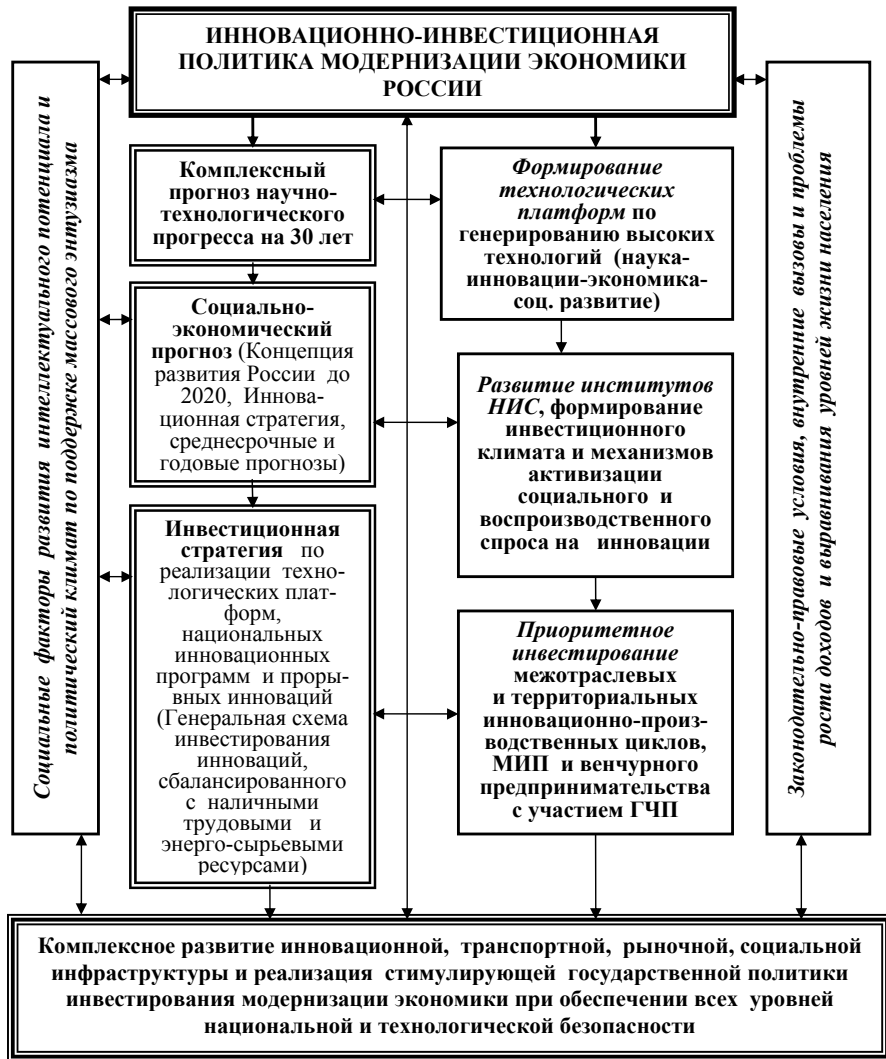 ИННОВАЦИОННО-ИНВЕСТИЦИОННАЯ
ПОЛИТИКА МОДЕРНИЗАЦИИ ЭКОНОМИКИ
РОССИИ
Социальные факторы развития интеллектуального потенциала и
политический климат по поддержке массового энтузиазма
Комплексный
прогноз научно-
технологического
прогресса на 30 лет
Социально-
экономический
прогноз (Концепция
развития России до
2020, Иннова-
ционная стратегия,
среднесрочные и
годовые прогнозы)
Инвестиционная
стратегия по
реализации техно-
логических плат-
форм,
национальных
инновационных
программ и проры-
вных инноваций
(Генеральная схема
инвестирования
инноваций,
сбалансированного
с наличными
трудовыми и
энерго-сырьевыми
ресурсами)
Формирование
технологических
платформ по
генерированию высоких
технологий (наука-
инновации-экономика-
соц. развитие)
Развитие институтов
НИС, формирование
инвестиционного
климата и механизмов
активизации
социального и
воспроизводственного
спроса на инновации
Приоритетное
инвестирование
межотраслевых
и территориальных
инновационно-произ-
водственных циклов,
МИП и венчурного
предпринимательства
с участием ГЧП
Законодательно-правовые условия, внутренние вызовы и проблемы
роста доходов и выравнивания уровней жизни населения
Комплексное развитие инновационной, транспортной, рыночной, социальной
инфраструктуры и реализация стимулирующей государственной политики
инвестирования модернизации экономики при обеспечении всех уровней
национальной и технологической безопасности